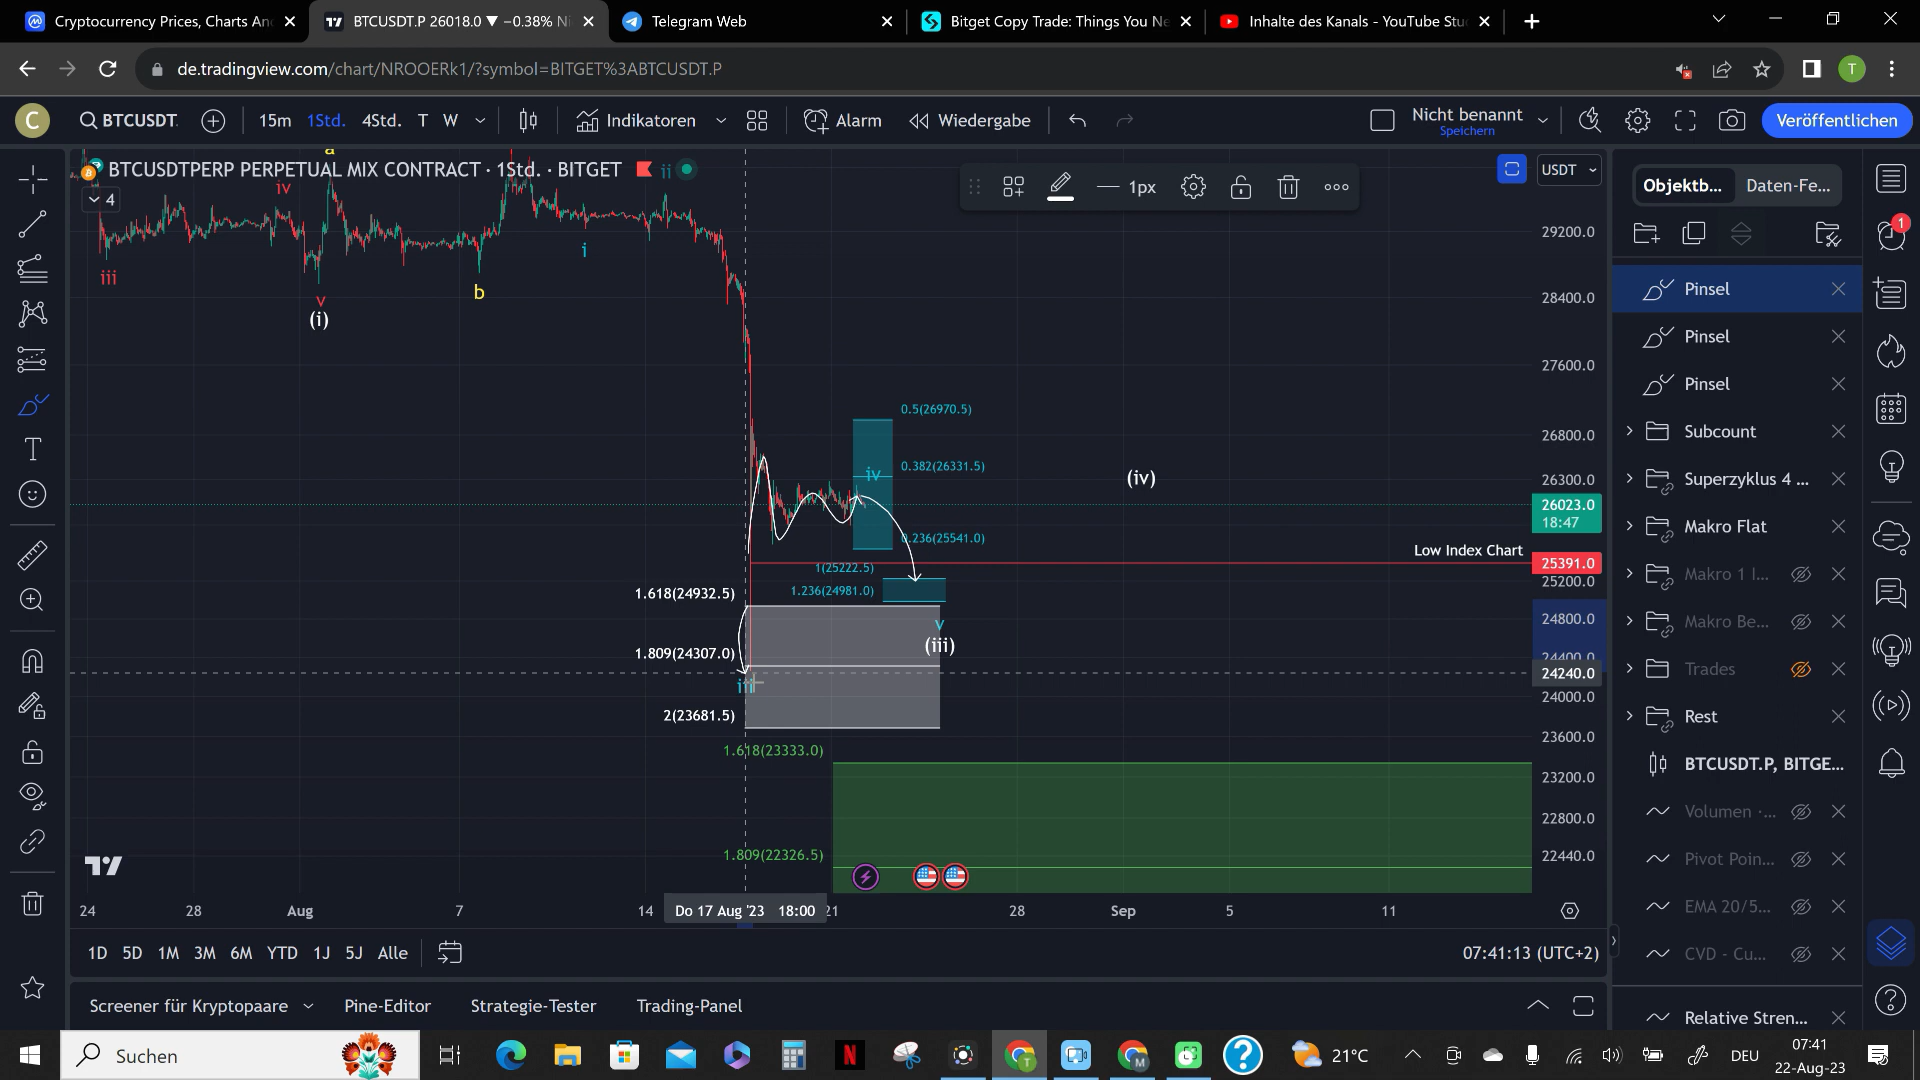 Cryptocurrency Prices, Charts An
BTCUSDT.P 26018.0 ▼ −0.38% Ni
Telegram Web
Bitget Copy Trade: Things You Ne
Inhalte des Kanals - YouTube Stu
de.tradingview.com/chart/NROOERk1/?symbol=BITGET%3ABTCUSDT.P
T
C
BTCUSDT.
15m
1Std.
4Std.
T
W
Indikatoren
Alarm
Wiedergabe
Nicht benannt
Speichern
Veröffentlichen
BTCUSDTPERP PERPETUAL MIX CONTRACT · 1Std. · BITGET
4
1px
USDT
a
iv
ii
iii
v
(i)
b
i
0.5(26970.5)
0.382(26331.5)
iv
0.236(25541.0)
(iv)
Low Index Chart
1(25222.5)
1.236(24981.0)
1.618(24932.5)
v
(iii)
1.809(24307.0)
iii
2(23681.5)
1.618(23333.0)
1.809(22326.5)
29200.0
28400.0
27600.0
26800.0
26300.0
26023.0
18:47
25391.0
25200.0
24800.0
24400.0
24240.0
24000.0
23600.0
23200.0
22800.0
22440.0
24
28
Aug
7
14
Do 17 Aug '23 18:00
21
28
Sep
5
11
1D
5D
1M
3M
6M
YTD
1J
5J
Alle
07:41:13 (UTC+2)
Screener für Kryptopaare
Pine-Editor
Strategie-Tester
Trading-Panel
Objektb...
Daten-Fe...
1
Pinsel
Pinsel
Pinsel
Subcount
Superzyklus 4 ...
Makro Flat
Makro 1 I...
Makro Be...
Trades
Rest
BTCUSDT.P, BITGE...
Volumen ·...
Pivot Poin...
EMA 20/5...
CVD - Cu...
Relative Stren...
Suchen
21°C
DEU
07:41
22-Aug-23